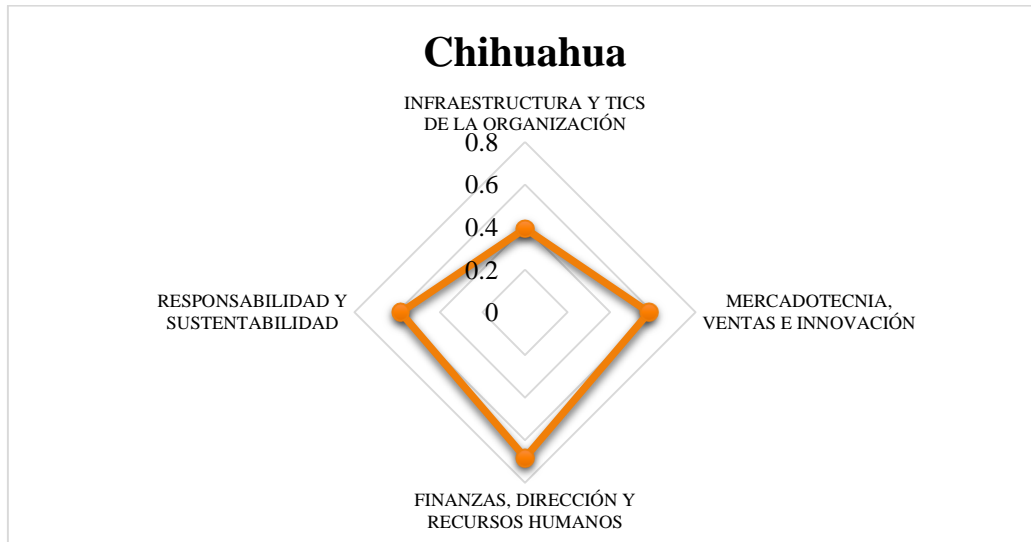 Chihuahua
INFRAESTRUCTURA Y TICS
DE LA ORGANIZACIÓN
0.8
0.6
0.4
0.2
0
RESPONSABILIDAD Y
SUSTENTABILIDAD
MERCADOTECNIA,
VENTAS E INNOVACIÓN
FINANZAS, DIRECCIÓN Y
RECURSOS HUMANOS